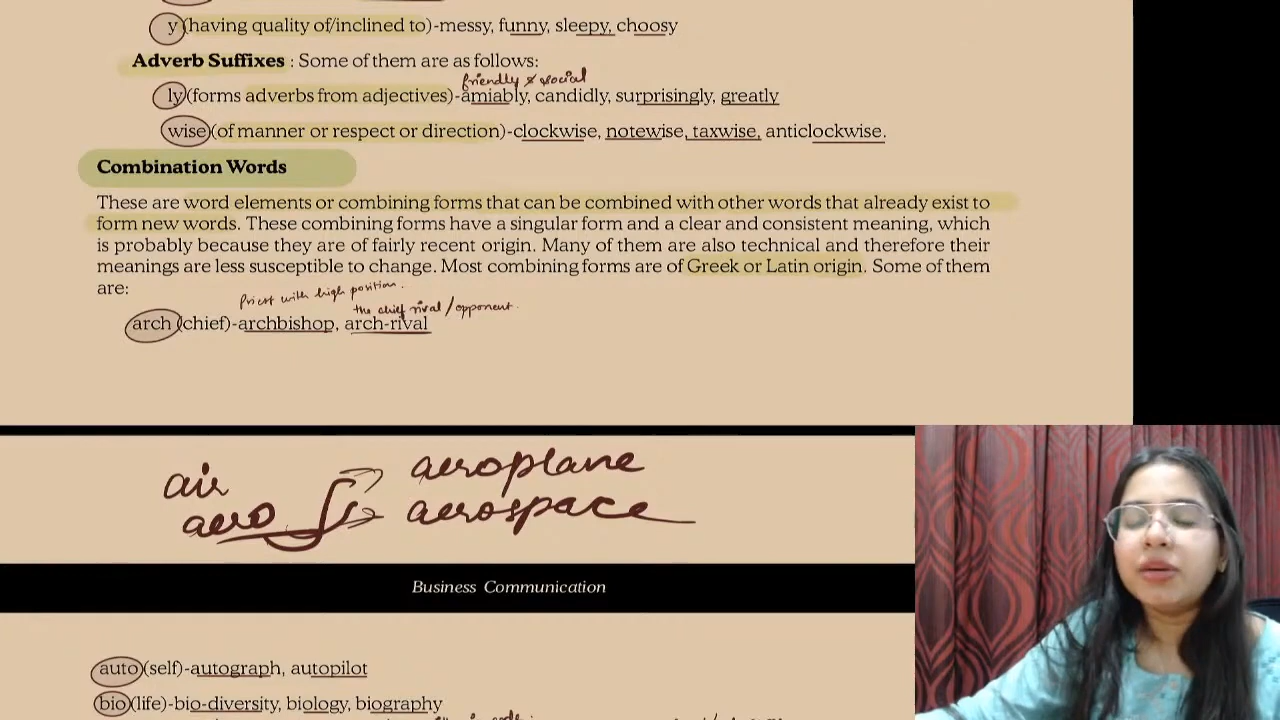 y (having quality of/inclined to)-messy, funny, sleepy, choosy
Adverb Suffixes : Some of them are as follows:
friendly & social
ly (forms adverbs from adjectives)-amiably, candidly, surprisingly, greatly
wise (of manner or respect or direction)-clockwise, notewise, taxwise, anticlockwise.
Combination Words
These are word elements or combining forms that can be combined with other words that already exist to
form new words. These combining forms have a singular form and a clear and consistent meaning, which
is probably because they are of fairly recent origin. Many of them are also technical and therefore their
meanings are less susceptible to change. Most combining forms are of Greek or Latin origin. Some of them
are:
Priest with high position.
the chief rival/opponent.
arch (chief)-archbishop, arch-rival
air
aero
aeroplane
aerospace
Business Communication
auto (self)-autograph, autopilot
bio (life)-bio-diversity, biology, biography